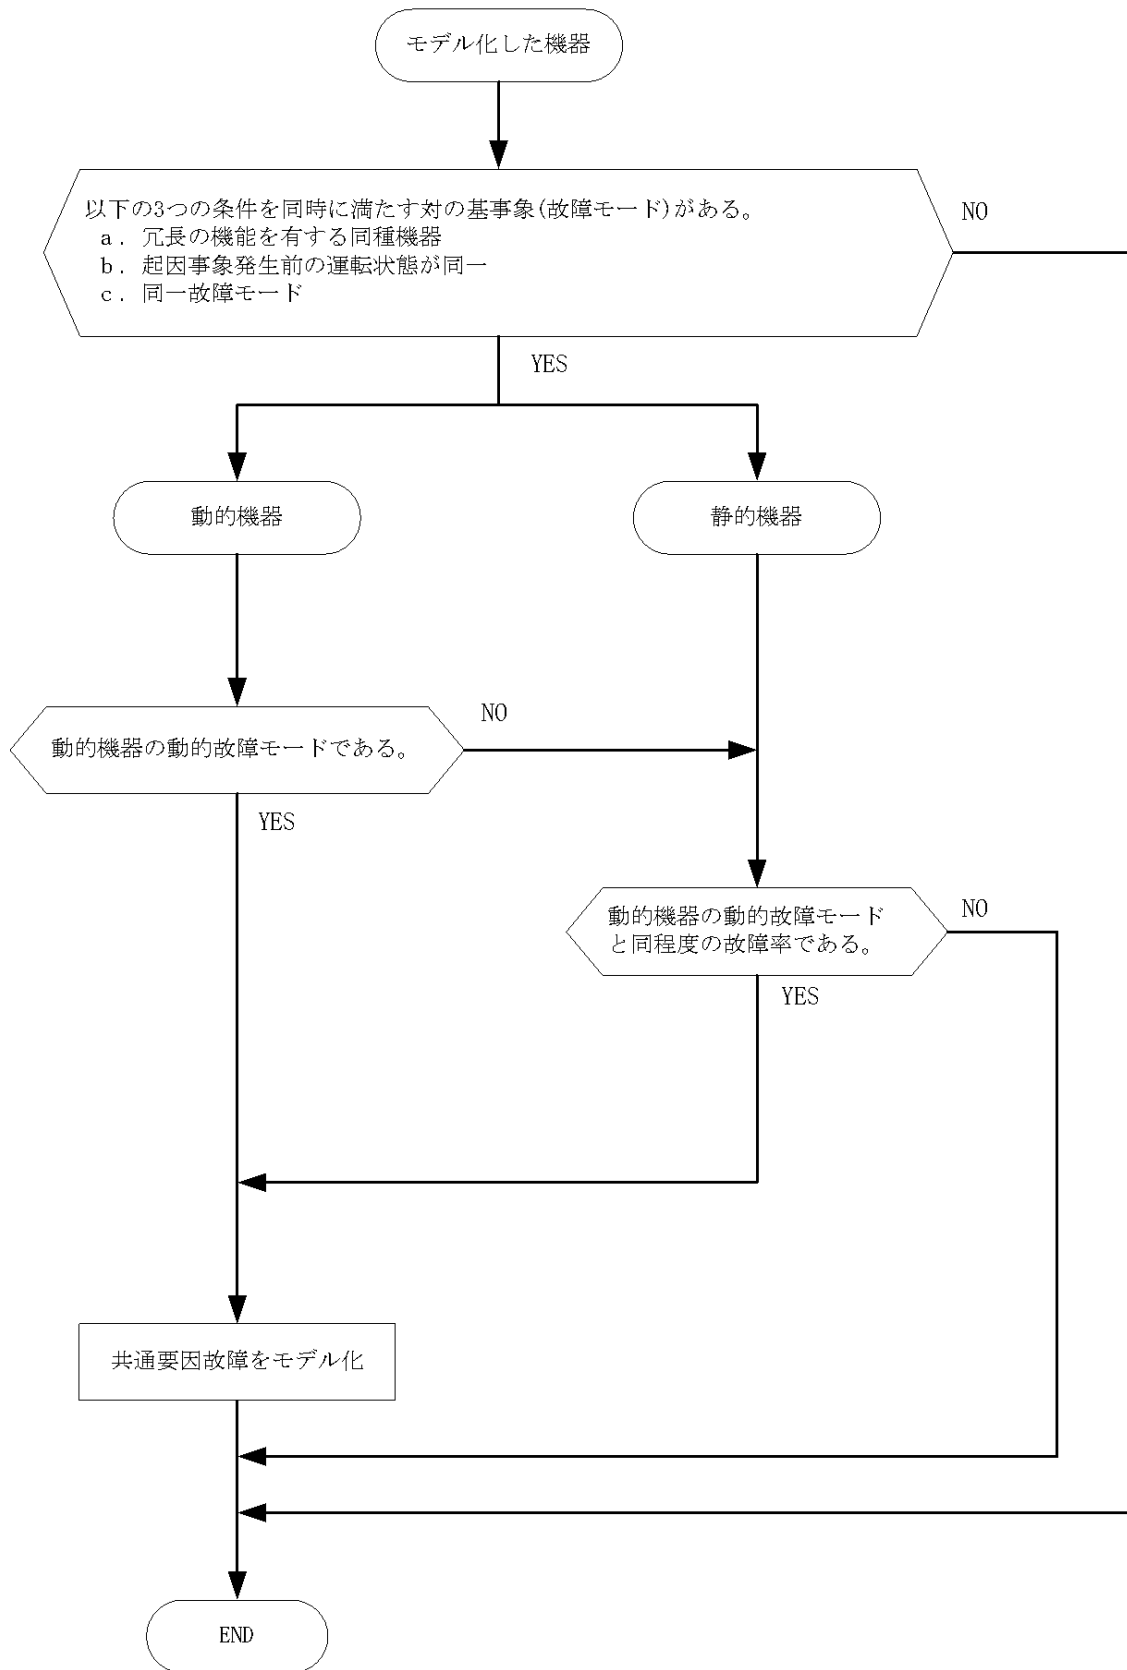 モデル化した機器
以下の3つの条件を同時に満たす対の基事象(故障モード)がある。
a. 冗長の機能を有する同種機器
b. 起因事象発生前の運転状態が同一
c. 同一故障モード
NO
YES
動的機器
静的機器
動的機器の動的故障モードである。
NO
YES
動的機器の動的故障モード
と同程度の故障率である。
NO
YES
共通要因故障をモデル化
END